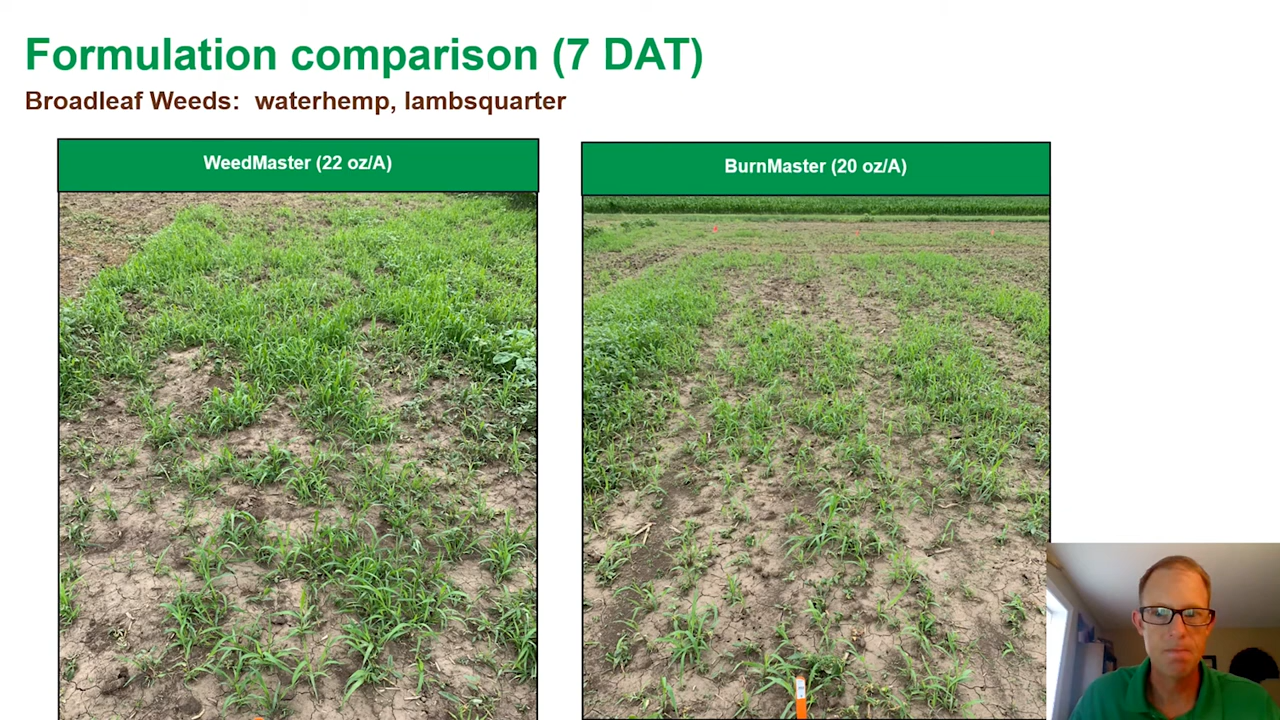 Formulation comparison (7 DAT)
Broadleaf Weeds: waterhemp, lambsquarter
WeedMaster (22 oz/A)
BurnMaster (20 oz/A)